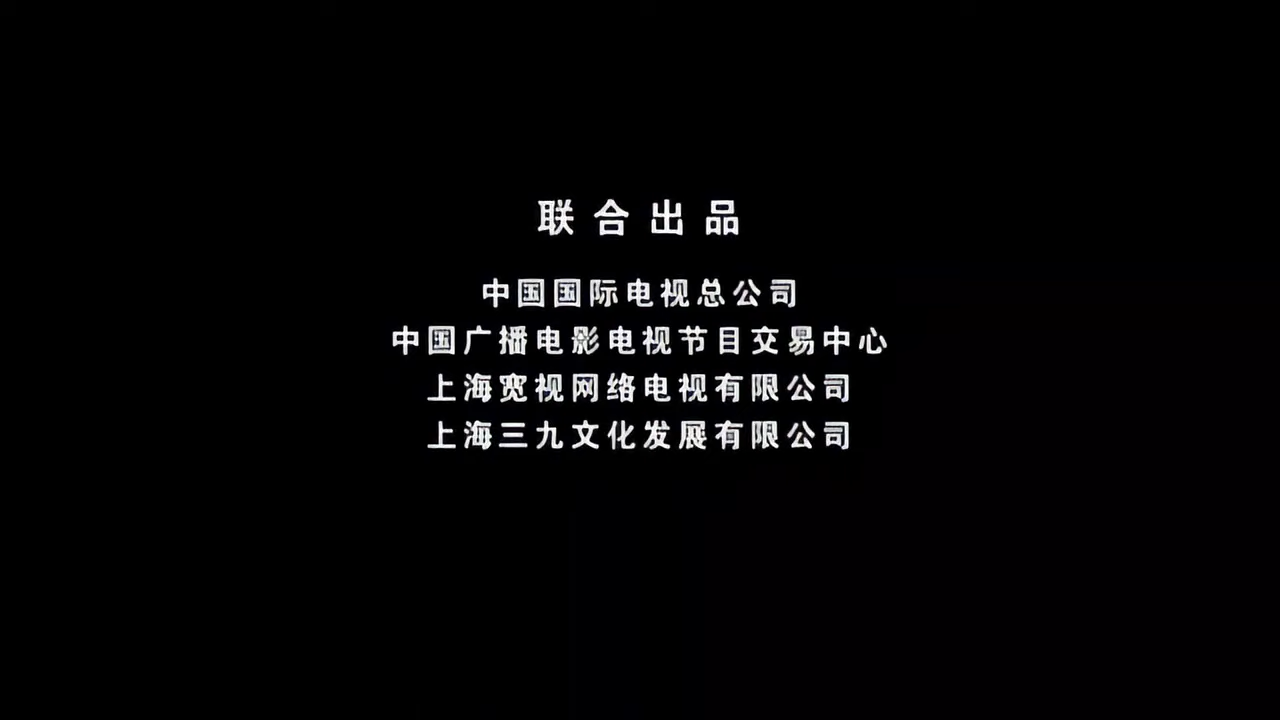 联合出品
中国国际电视总公司
中国广播电影电视节目交易中心
上海宽视网络电视有限公司
上海三九文化发展有限公司